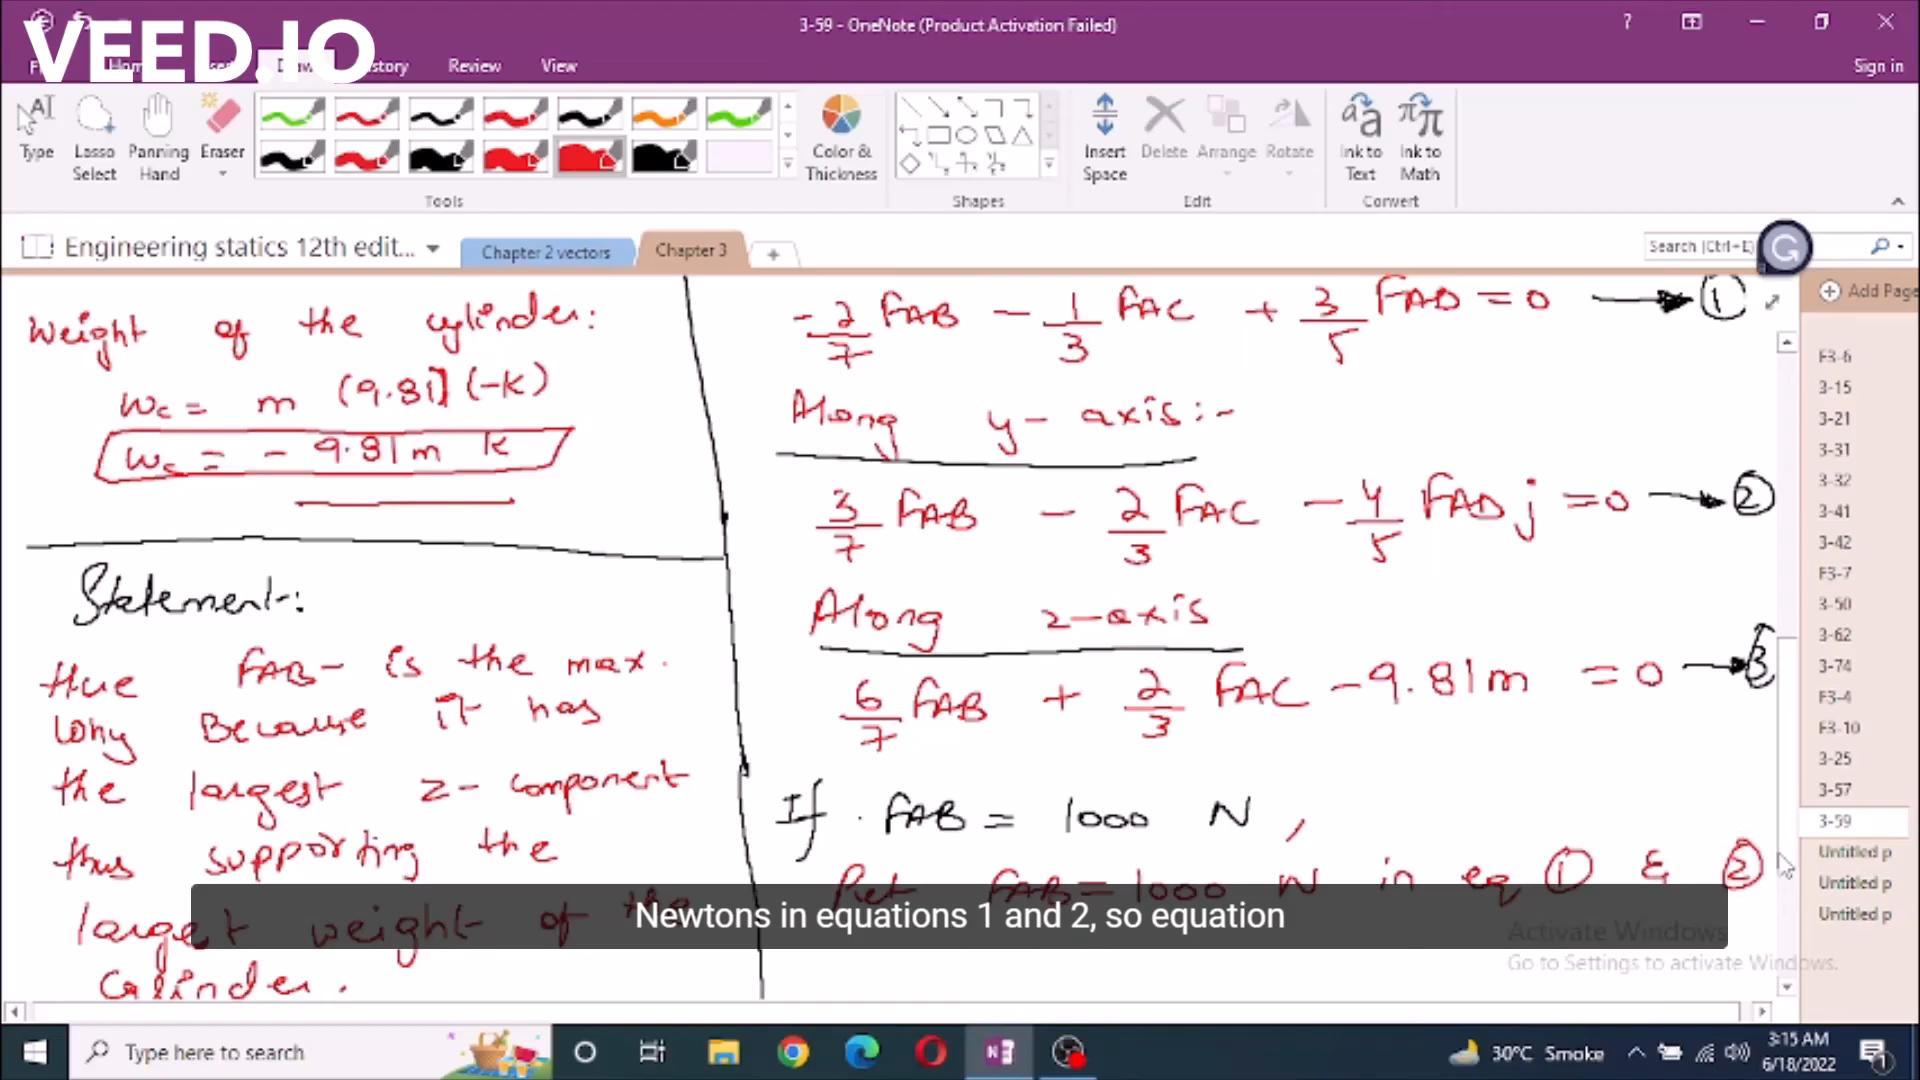 VEED.IO
3-59 - OneNote (Product Activation Failed)
Review
View
Sign in
Type
Lasso Select
Panning Hand
Eraser
Color & Thickness
Insert Space
Delete
Arrange
Rotate
Ink to Text
Ink to Math
Tools
Shapes
Edit
Convert
Engineering statics 12th edit...
Chapter 2 vectors
Chapter 3
Search (Ctrl+E)
Add Page
weight of the cylinder:
Wc = m (9.81) (-k)
Wc = - 9.81m k
Statement:
FAB- is the max.
long Because it has
the largest z- component
thus supporting the
largest weight of the
Cylinder.
-2/7 FAB - 1/3 FAC + 3/5 FAD = 0 → 1
Along y- axis:-
3/7 FAB - 2/3 FAC - 4/5 FAD j = 0 → 2
Along z-axis
6/7 FAB + 2/3 FAC - 9.81m = 0 → 3
If FAB = 1000 N,
Put FAB = 1000 N in eq 1 & 2
Newtons in equations 1 and 2, so equation
F3-6
3-15
3-21
3-31
3-32
3-41
3-42
F3-7
3-50
3-62
3-74
F3-4
F3-10
3-25
3-57
3-59
Untitled p
Untitled p
Untitled p
Activate Windows
Go to Settings to activate Windows.
Type here to search
30°C Smoke
3:15 AM
6/18/2022